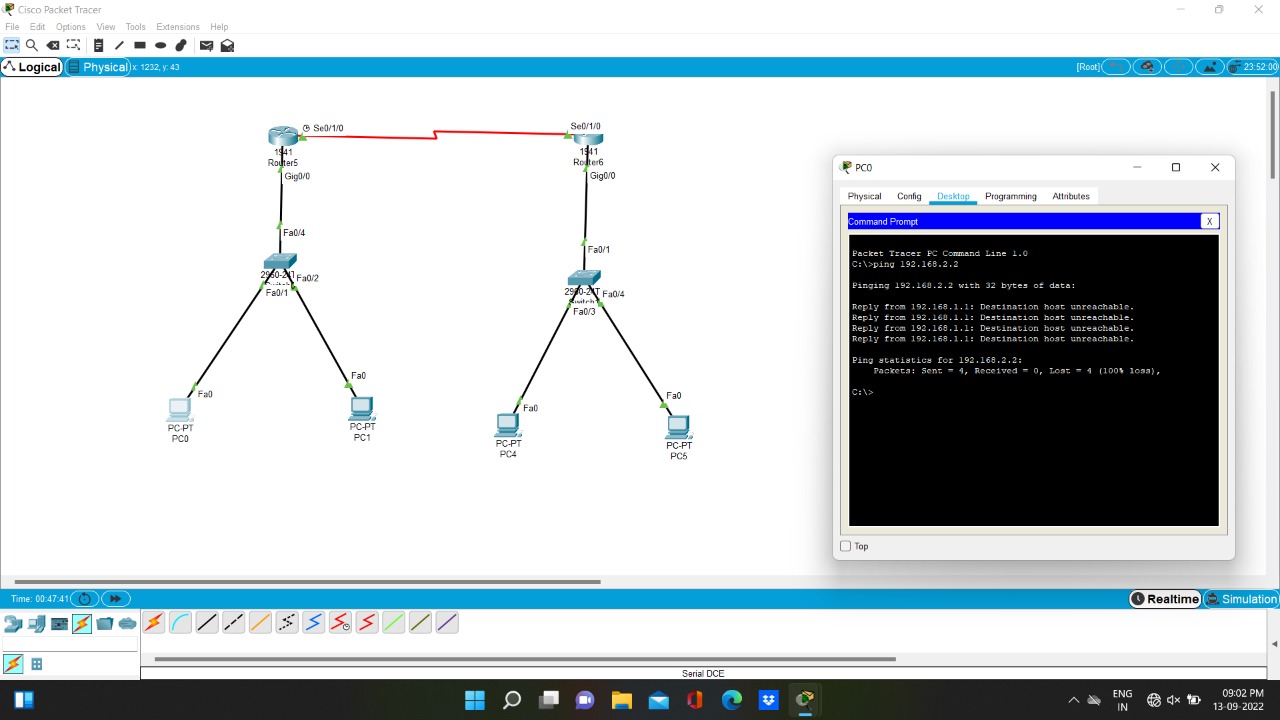 Cisco Packet Tracer
File Edit Options View Tools Extensions Help
Logical Physical x: 1232, y: 43 [Root] 23:52:00
Se0/1/0
1941
Router5
Gig0/0
Fa0/4
Fa0/2
Fa0/1
Fa0
PC-PT
PC0
Fa0
PC-PT
PC1
Se0/1/0
1941
Router6
Gig0/0
Fa0/1
Fa0/4
Fa0/3
Fa0
PC-PT
PC4
Fa0
PC-PT
PC5
PC0
Physical Config Desktop Programming Attributes
Command Prompt X
Packet Tracer PC Command Line 1.0
C:\>ping 192.168.2.2
Pinging 192.168.2.2 with 32 bytes of data:
Reply from 192.168.1.1: Destination host unreachable.
Reply from 192.168.1.1: Destination host unreachable.
Reply from 192.168.1.1: Destination host unreachable.
Reply from 192.168.1.1: Destination host unreachable.
Ping statistics for 192.168.2.2:
Packets: Sent = 4, Received = 0, Lost = 4 (100% loss),
C:\>
Top
Time: 00:47:41 Realtime Simulation
Serial DCE
ENG
IN
09:02 PM
13-09-2022